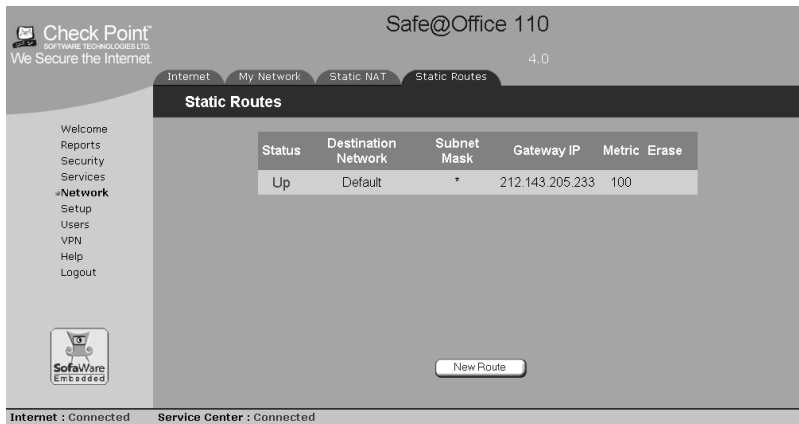 Check Point™
SOFTWARE TECHNOLOGIES LTD.
We Secure the Internet.
Safe@Office 110
4.0
Internet My Network Static NAT Static Routes
Static Routes
Welcome
Reports
Security
Services
Network
Setup
Users
VPN
Help
Logout
Status Destination Network Subnet Mask Gateway IP Metric Erase
Up Default * 212.143.205.233 100
New Route
SofaWare
Embedded
Internet : Connected Service Center : Connected